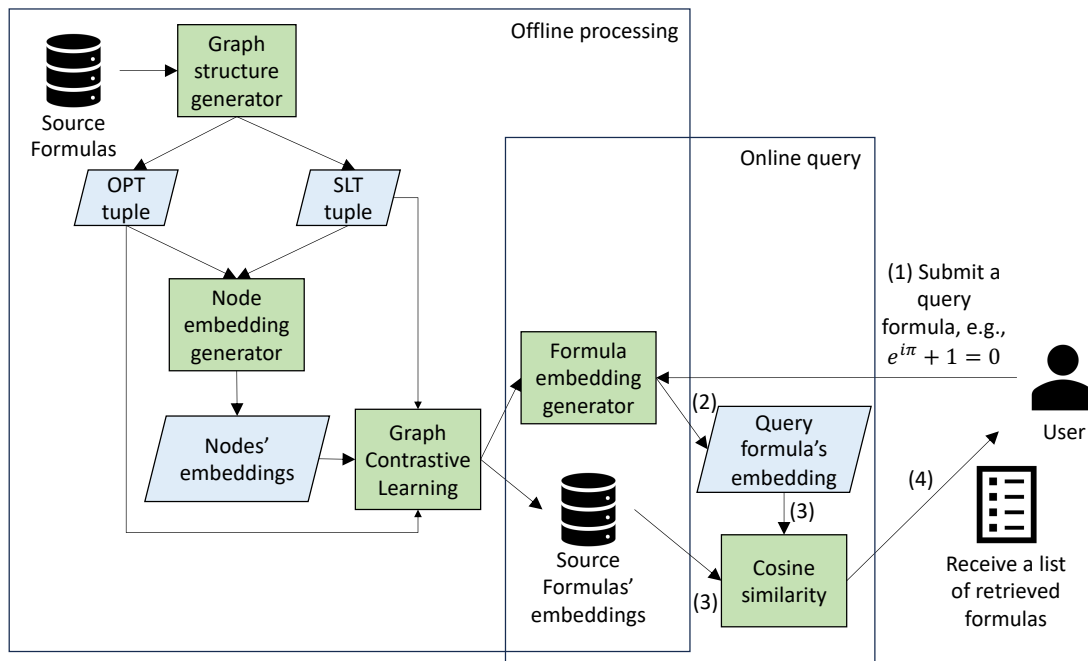 Offline processing
Graph
structure
generator
Source
Formulas
Online query
OPT
tuple
SLT
tuple
(1) Submit a
query
formula, e.g.,
$e^{i\pi} + 1 = 0$
Node
embedding
generator
Formula
embedding
generator
(2)
User
Nodes'
embeddings
Graph
Contrastive
Learning
Query
formula's
embedding
(4)
(3)
Source
Formulas'
embeddings
(3)
Cosine
similarity
Receive a list
of retrieved
formulas